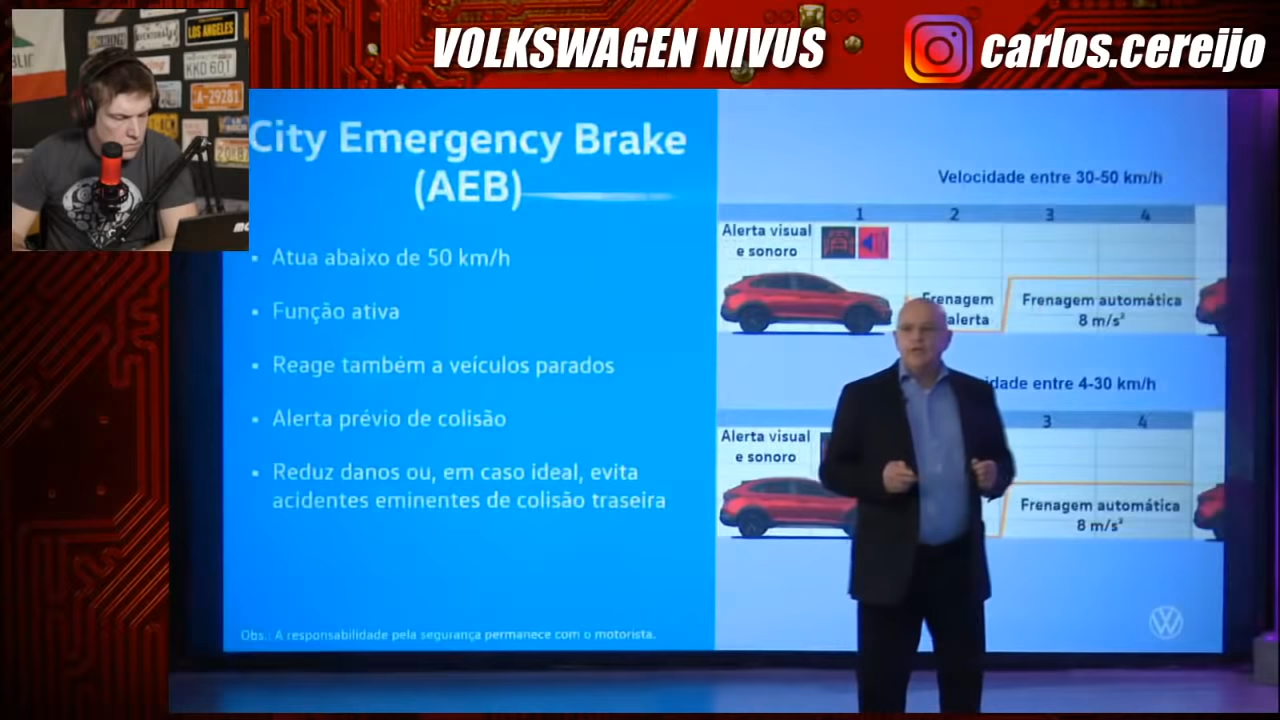 VOLKSWAGEN NIVUS
carlos.cereijo
LOS ANGELES
KKD 601
A-29281
City Emergency Brake
(AEB)
Atua abaixo de 50 km/h
Função ativa
Reage também a veículos parados
Alerta prévio de colisão
Reduz danos ou, em caso ideal, evita
acidentes eminentes de colisão traseira
Obs.: A responsabilidade pela segurança permanece com o motorista.
Velocidade entre 30-50 km/h
1 2 3 4
Alerta visual
e sonoro
Frenagem
alerta
Frenagem automática
8 m/s²
idade entre 4-30 km/h
3 4
Alerta visual
e sonoro
Frenagem automática
8 m/s²